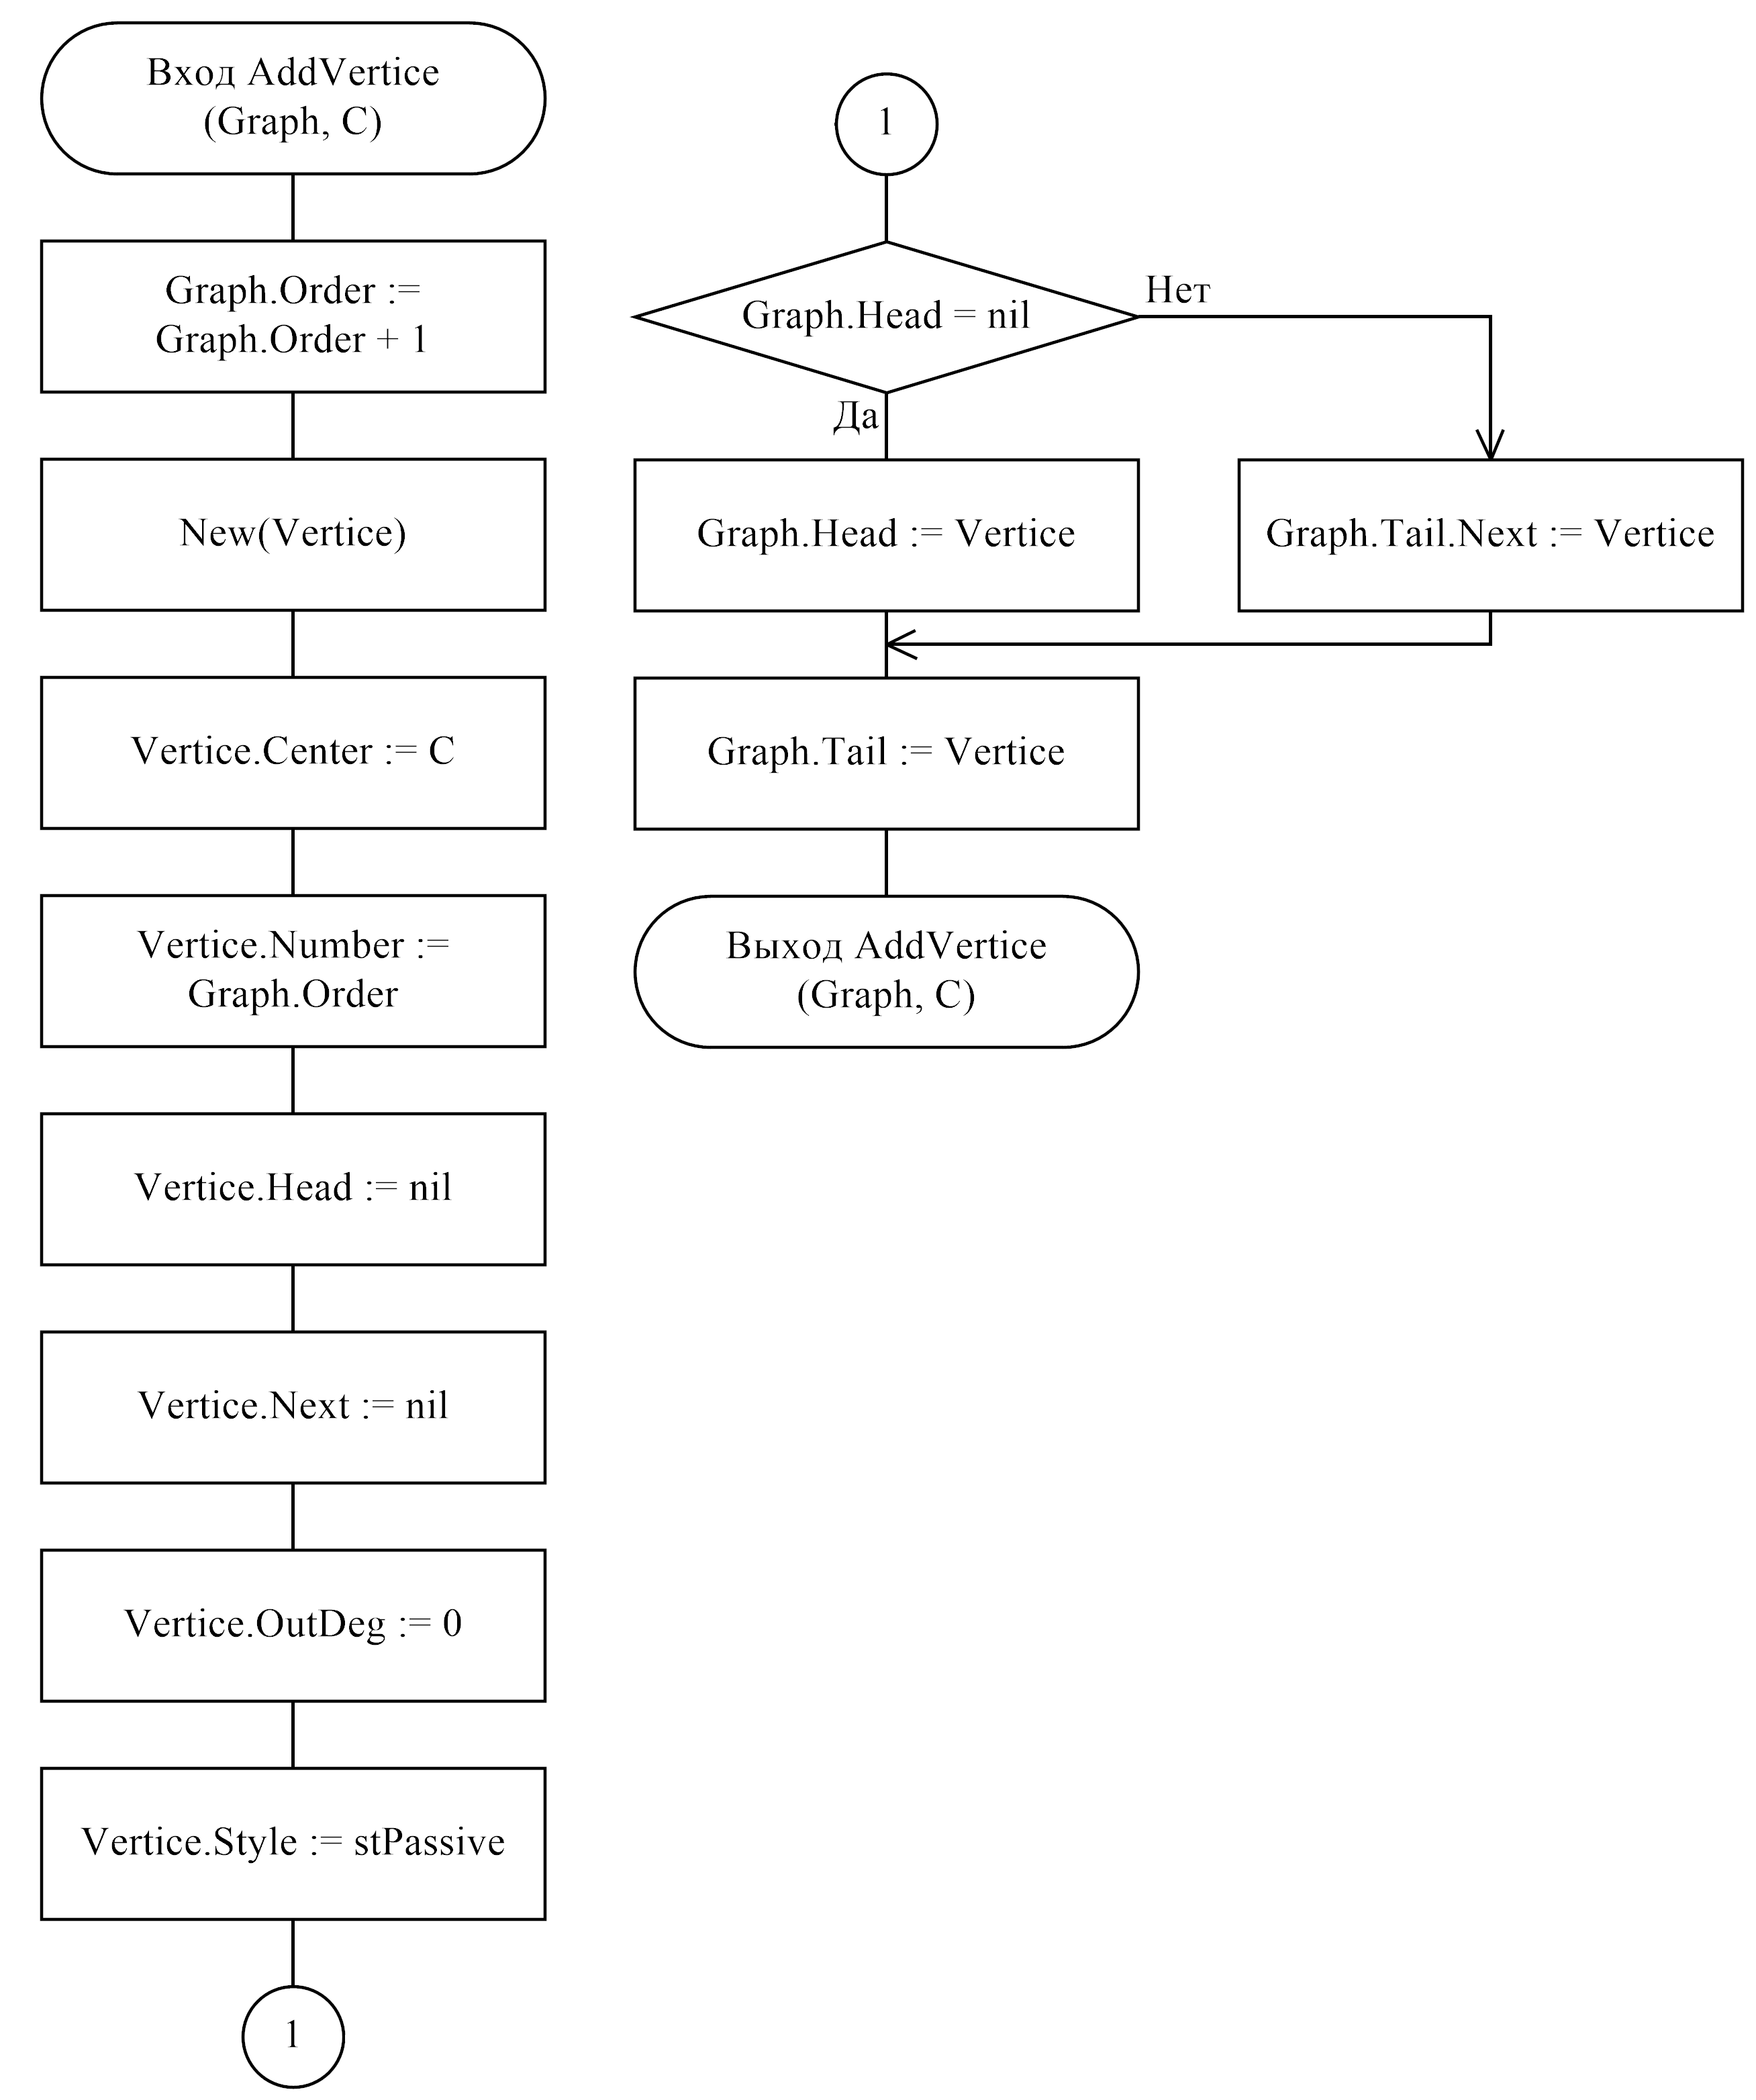 Вход AddVertice
(Graph, C)
Graph.Order :=
Graph.Order + 1
New(Vertice)
Vertice.Center := C
Vertice.Number :=
Graph.Order
Vertice.Head := nil
Vertice.Next := nil
Vertice.OutDeg := 0
Vertice.Style := stPassive
1
1
Graph.Head = nil
Нет
Да
Graph.Head := Vertice
Graph.Tail.Next := Vertice
Graph.Tail := Vertice
Выход AddVertice
(Graph, C)